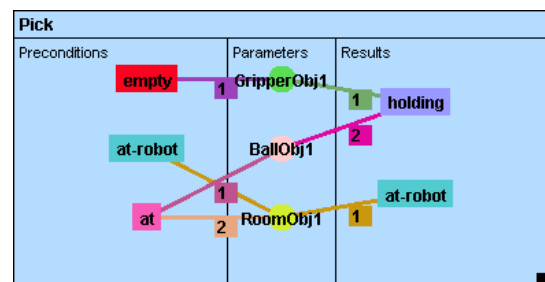 Pick
Preconditions Parameters Results
empty 1 GripperObj1 1 holding
2
at-robot BallObj1
1 at-robot
at 2 RoomObj1 1